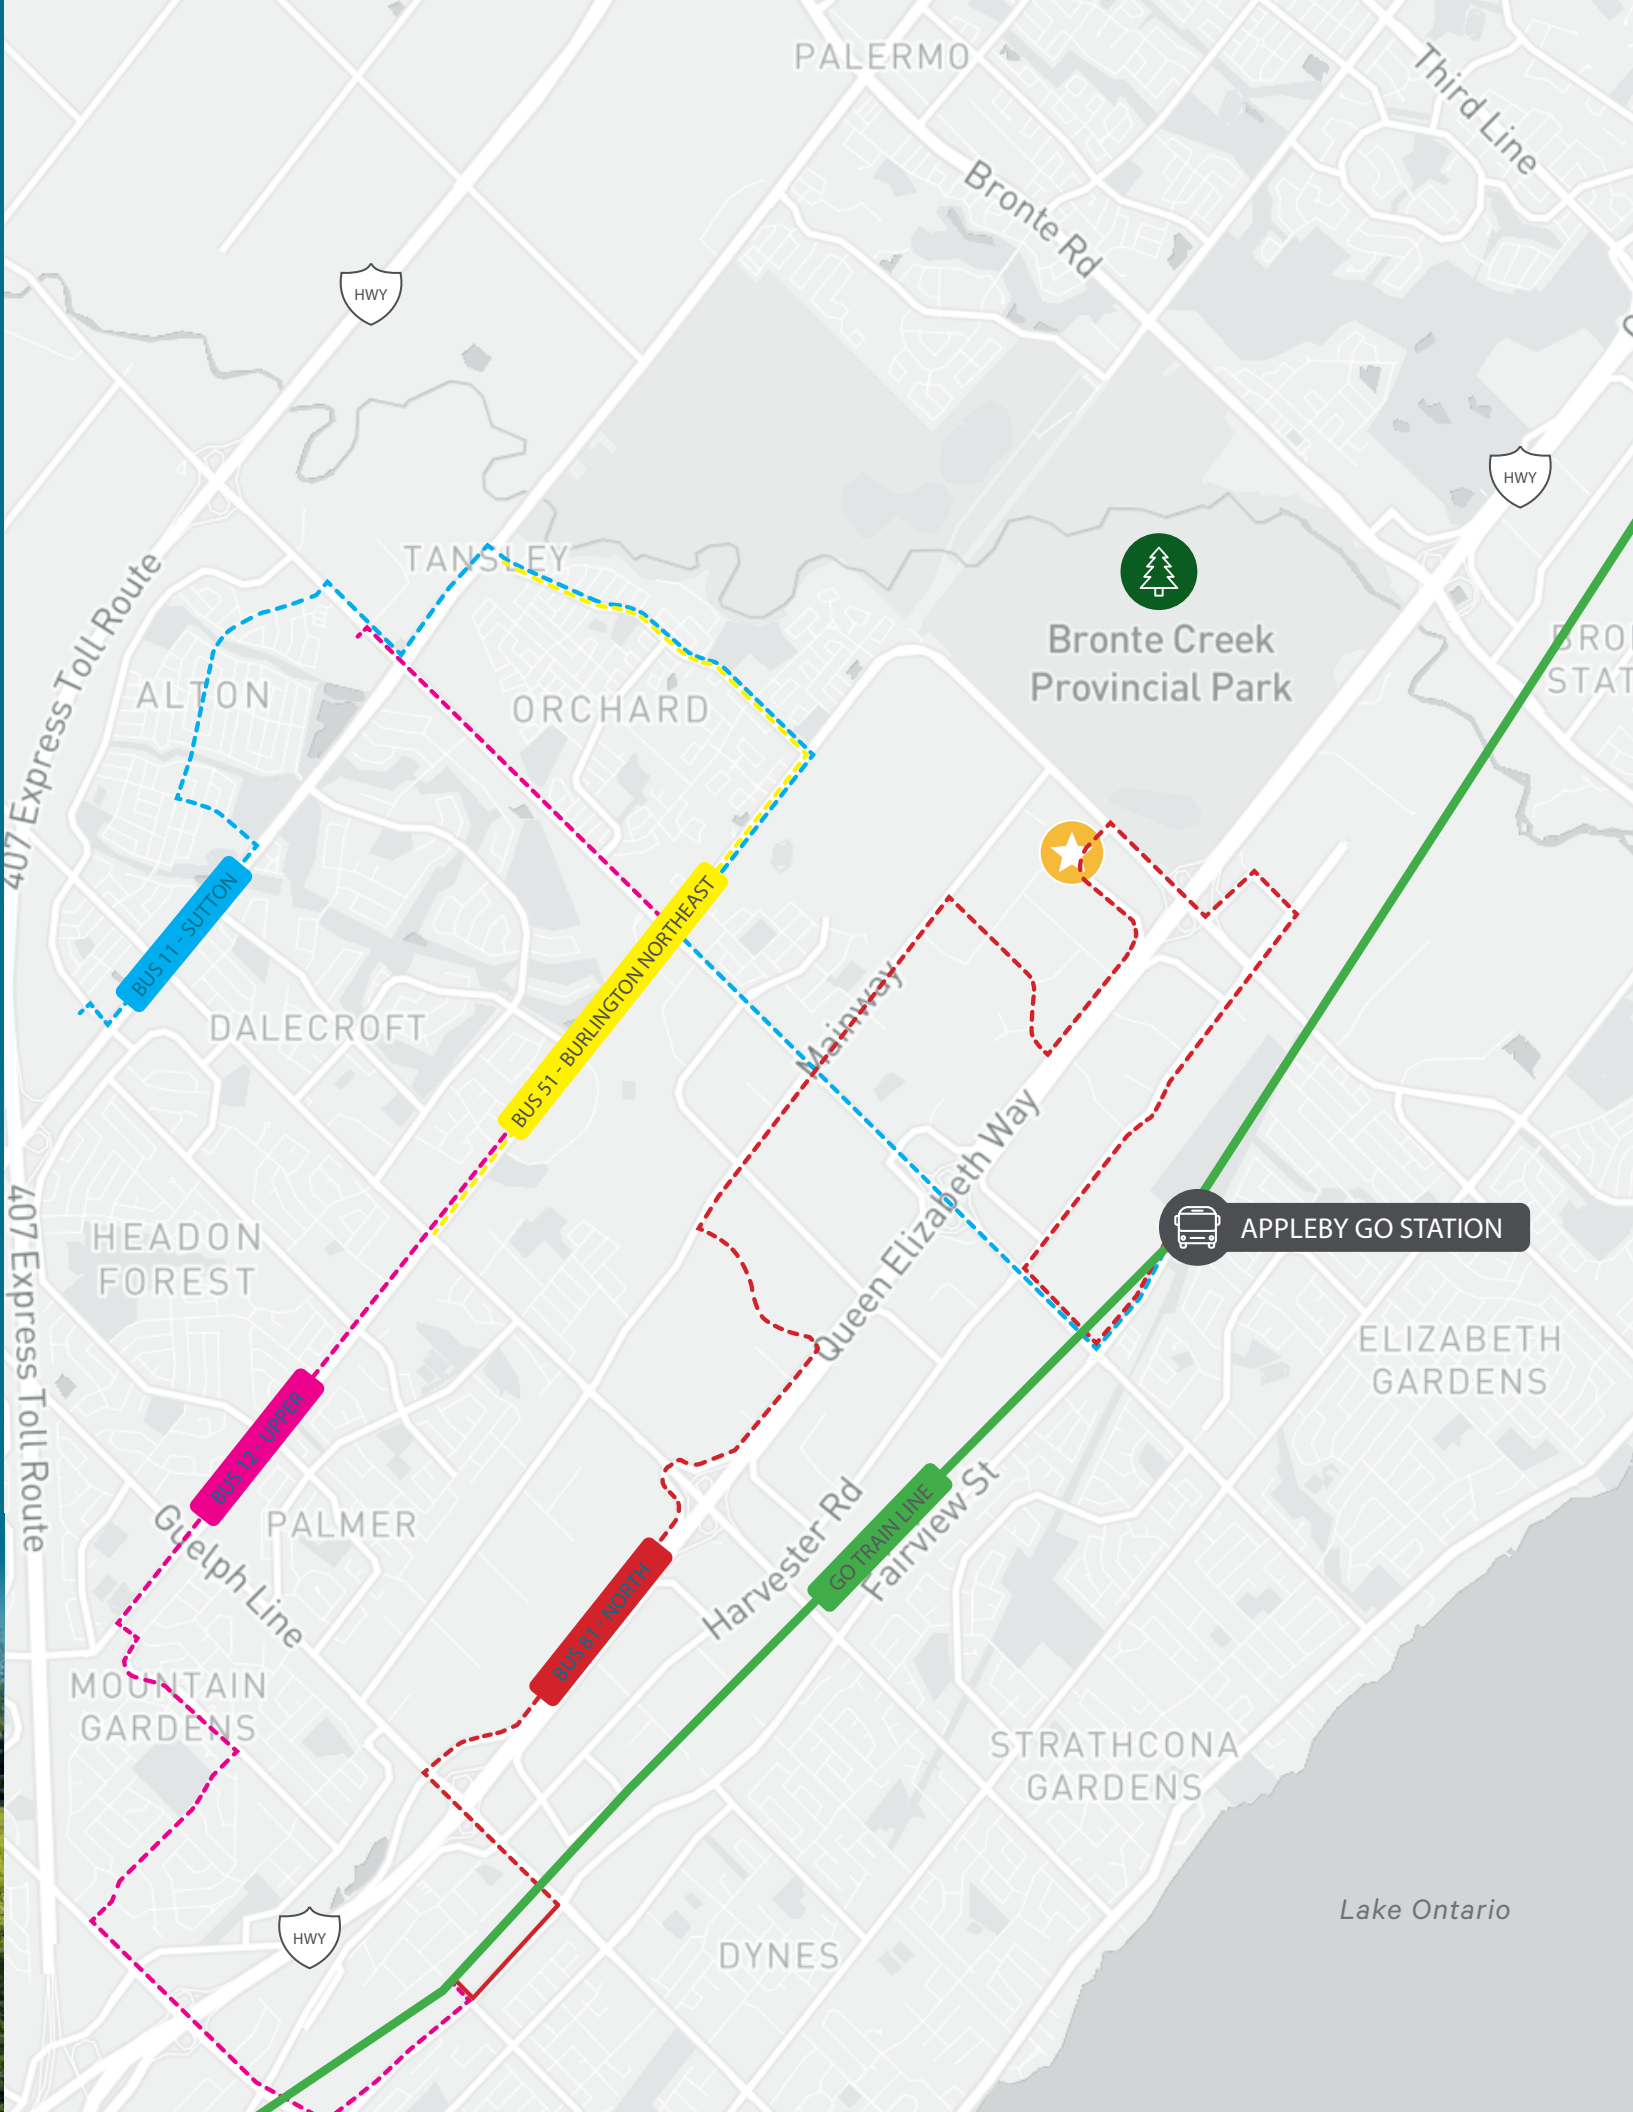 PALERMO
Third Line
Bronte Rd
HWY
HWY
TANSLEY
407 Express Toll Route
Bronte Creek
Provincial Park
BRO
STAT
ALTON
ORCHARD
BUS 11 - SUTTON
BUS 51 - BURLINGTON NORTHEAST
Mainway
DALECROFT
Queen Elizabeth Way
APPLEBY GO STATION
HEADON
FOREST
407 Express Toll Route
ELIZABETH
GARDENS
BUS 12 - UPPER
Guelph Line
PALMER
Harvester Rd
GO TRAIN LINE
Fairview St
BUS 81 - NORTH
MOUNTAIN
GARDENS
STRATHCONA
GARDENS
HWY
DYNES
Lake Ontario